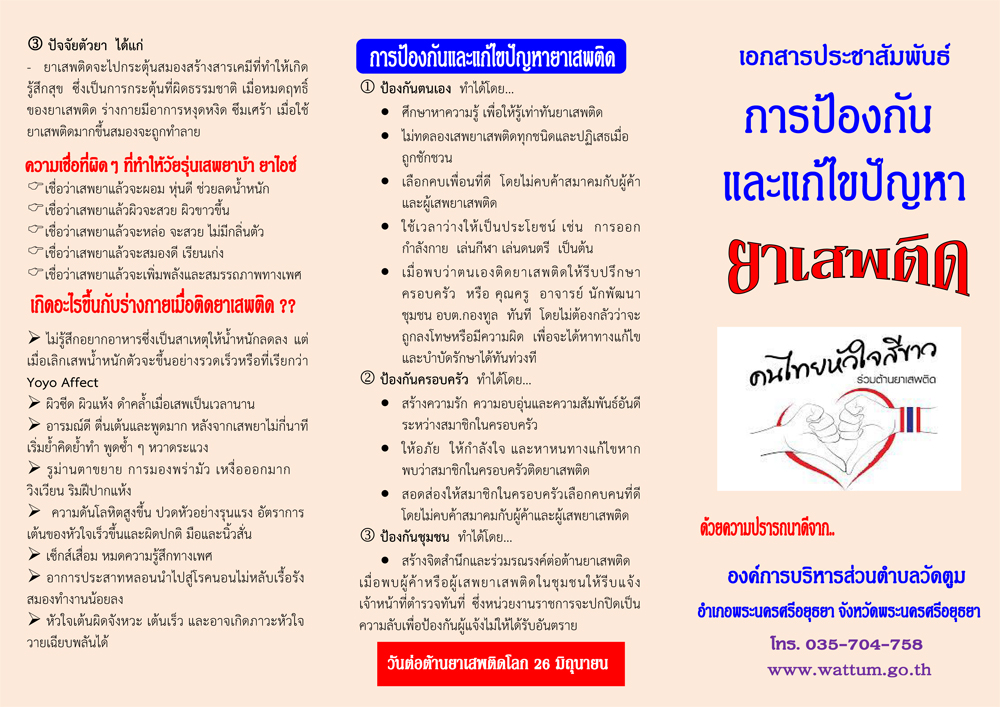 ③ ปัจจัยตัวยา ได้แก่
- ยาเสพติดจะไปกระตุ้นสมองสร้างสารเคมีที่ทำให้เกิด
รู้สึกสุข ซึ่งเป็นการกระตุ้นที่ผิดธรรมชาติ เมื่อหมดฤทธิ์
ของยาเสพติด ร่างกายมีอาการหงุดหงิด ซึมเศร้า เมื่อใช้
ยาเสพติดมากขึ้นสมองจะถูกทำลาย
ความเชื่อที่ผิดๆ ที่ทำให้วัยรุ่นเสพยาบ้า ยาไอซ์
☞เชื่อว่าเสพยาแล้วจะผอม หุ่นดี ช่วยลดน้ำหนัก
☞เชื่อว่าเสพยาแล้วผิวจะสวย ผิวขาวขึ้น
☞เชื่อว่าเสพยาแล้วจะหล่อ จะสวย ไม่มีกลิ่นตัว
☞เชื่อว่าเสพยาแล้วจะสมองดี เรียนเก่ง
☞เชื่อว่าเสพยาแล้วจะเพิ่มพลังและสมรรถภาพทางเพศ
เกิดอะไรขึ้นกับร่างกายเมื่อติดยาเสพติด ??
➢ ไม่รู้สึกอยากอาหารซึ่งเป็นสาเหตุให้น้ำหนักลดลง แต่
เมื่อเลิกเสพน้ำหนักตัวจะขึ้นอย่างรวดเร็วหรือที่เรียกว่า
Yoyo Affect
➢ ผิวซีด ผิวแห้ง ดำคล้ำเมื่อเสพเป็นเวลานาน
➢ อารมณ์ดี ตื่นเต้นและพูดมาก หลังจากเสพยาไม่กี่นาที
เริ่มย้ำคิดย้ำทำ พูดซ้ำ ๆ หวาดระแวง
➢ รูม่านตาขยาย การมองพร่ามัว เหงื่อออกมาก
วิงเวียน ริมฝีปากแห้ง
➢ ความดันโลหิตสูงขึ้น ปวดหัวอย่างรุนแรง อัตราการ
เต้นของหัวใจเร็วขึ้นและผิดปกติ มือและนิ้วสั่น
➢ เซ็กส์เสื่อม หมดความรู้สึกทางเพศ
➢ อาการประสาทหลอนนำไปสู่โรคนอนไม่หลับเรื้อรัง
สมองทำงานน้อยลง
➢ หัวใจเต้นผิดจังหวะ เต้นเร็ว และอาจเกิดภาวะหัวใจ
วายเฉียบพลันได้
การป้องกันและแก้ไขปัญหายาเสพติด
① ป้องกันตนเอง ทำได้โดย...
● ศึกษาหาความรู้ เพื่อให้รู้เท่าทันยาเสพติด
● ไม่ทดลองเสพยาเสพติดทุกชนิดและปฏิเสธเมื่อ
ถูกชักชวน
● เลือกคบเพื่อนที่ดี โดยไม่คบค้าสมาคมกับผู้ค้า
และผู้เสพยาเสพติด
● ใช้เวลาว่างให้เป็นประโยชน์ เช่น การออก
กำลังกาย เล่นกีฬา เล่นดนตรี เป็นต้น
● เมื่อพบว่าตนเองติดยาเสพติดให้รีบปรึกษา
ครอบครัว หรือ คุณครู อาจารย์ นักพัฒนา
ชุมชน อบต.กองทูล ทันที โดยไม่ต้องกลัวว่าจะ
ถูกลงโทษหรือมีความผิด เพื่อจะได้หาทางแก้ไข
และบำบัดรักษาได้ทันท่วงที
② ป้องกันครอบครัว ทำได้โดย...
● สร้างความรัก ความอบอุ่นและความสัมพันธ์อันดี
ระหว่างสมาชิกในครอบครัว
● ให้อภัย ให้กำลังใจ และหาหนทางแก้ไขหาก
พบว่าสมาชิกในครอบครัวติดยาเสพติด
● สอดส่องให้สมาชิกในครอบครัวเลือกคบคนที่ดี
โดยไม่คบค้าสมาคมกับผู้ค้าและผู้เสพยาเสพติด
③ ป้องกันชุมชน ทำได้โดย...
● สร้างจิตสำนึกและร่วมรณรงค์ต่อต้านยาเสพติด
เมื่อพบผู้ค้าหรือผู้เสพยาเสพติดในชุมชนให้รีบแจ้ง
เจ้าหน้าที่ตำรวจทันที ซึ่งหน่วยงานราชการจะปกปิดเป็น
ความลับเพื่อป้องกันผู้แจ้งไม่ให้ได้รับอันตราย
วันต่อต้านยาเสพติดโลก 26 มิถุนายน
เอกสารประชาสัมพันธ์
การป้องกัน
และแก้ไขปัญหา
ยาเสพติด
คนไทยหัวใจสีขาว
ร่วมต้านยาเสพติด
ด้วยความปรารถนาดีจาก..
องค์การบริหารส่วนตำบลวัดตูม
อำเภอพระนครศรีอยุธยา จังหวัดพระนครศรีอยุธยา
โทร. 035-704-758
www.wattum.go.th